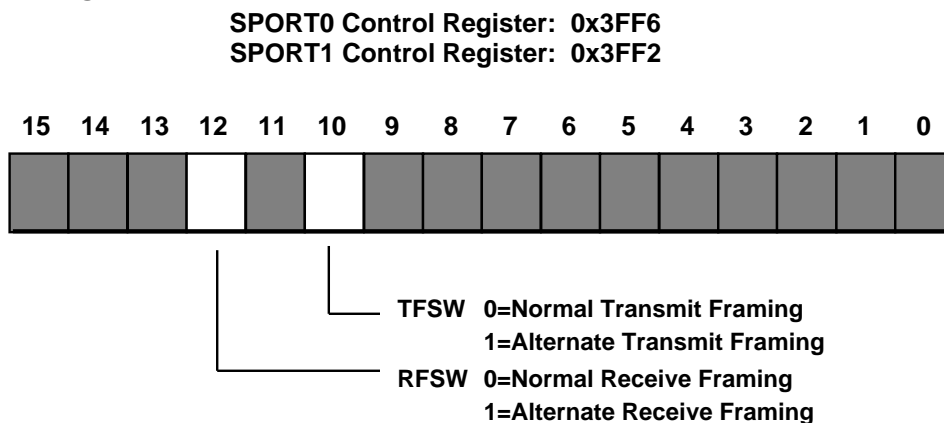 SPORT0 Control Register: 0x3FF6
SPORT1 Control Register: 0x3FF2
15 14 13 12 11 10 9 8 7 6 5 4 3 2 1 0
TFSW 0=Normal Transmit Framing
1=Alternate Transmit Framing
RFSW 0=Normal Receive Framing
1=Alternate Receive Framing